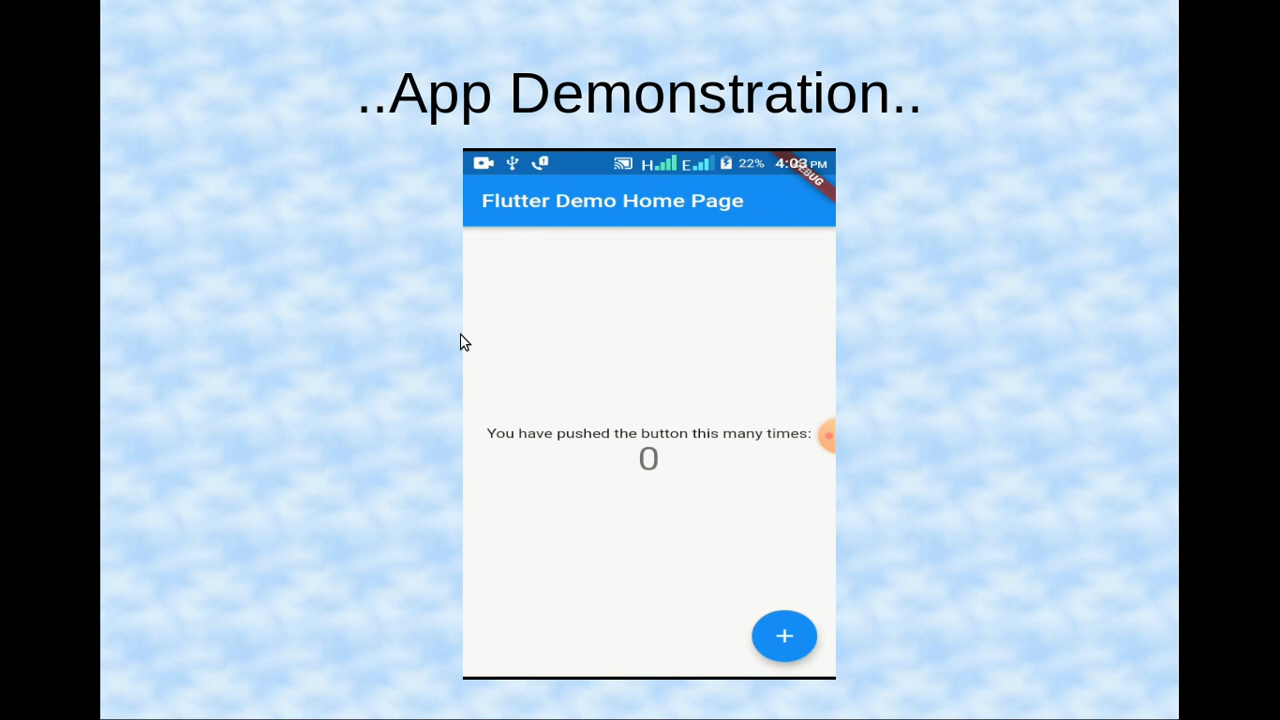 ..App Demonstration..
H E 22% 4:03 PM
DEBUG
Flutter Demo Home Page
You have pushed the button this many times:
0
+